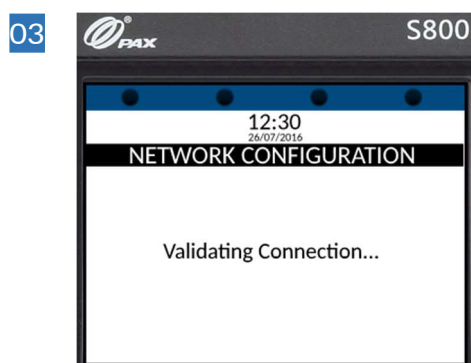 03
PAX®
S800
12:30
26/07/2016
NETWORK CONFIGURATION
Validating Connection...